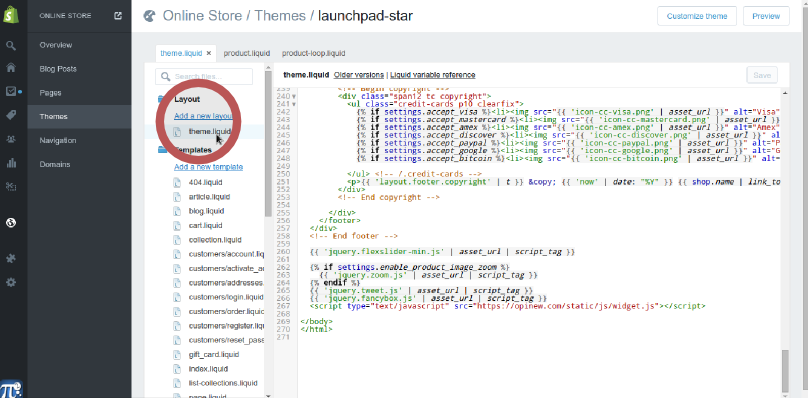 ONLINE STORE
Online Store / Themes / launchpad-star
Customize theme
Preview
Overview
Blog Posts
Pages
Themes
Navigation
Domains
theme.liquid ×
product.liquid
product-loop.liquid
Search files...
Layout
Add a new layout
theme.liquid
Templates
Add a new template
404.liquid
article.liquid
blog.liquid
cart.liquid
collection.liquid
customers/account.liq
customers/activate_a
customers/addresses
customers/login.liquid
customers/order.liquid
customers/register.liq
customers/reset_pass
gift_card.liquid
index.liquid
list-collections.liquid
page.liquid
theme.liquid Older versions | Liquid variable reference
Save
239 <!-- Begin copyright -->
240 <div class="span12 tc copyright">
241 <ul class="credit-cards p10 clearfix">
242 {% if settings.accept_visa %}<li><img src="{{ 'icon-cc-visa.png' | asset_url }}" alt="Visa"
243 {% if settings.accept_mastercard %}<li><img src="{{ 'icon-cc-mastercard.png' | asset_url }}
244 {% if settings.accept_amex %}<li><img src="{{ 'icon-cc-amex.png' | asset_url }}" alt="Amex"
245 {% if settings.accept_discover %}<li><img src="{{ 'icon-cc-discover.png' | asset_url }}" al
246 {% if settings.accept_paypal %}<li><img src="{{ 'icon-cc-paypal.png' | asset_url }}" alt="P
247 {% if settings.accept_google %}<li><img src="{{ 'icon-cc-google.png' | asset_url }}" alt="G
248 {% if settings.accept_bitcoin %}<li><img src="{{ 'icon-cc-bitcoin.png' | asset_url }}" alt=
249
250 </ul> <!-- /.credit-cards -->
251 <p>{{ 'layout.footer.copyright' | t }} &copy; {{ 'now' | date: "%Y" }} {{ shop.name | link_to
252 </div>
253 <!-- End copyright -->
254
255 </div>
256 </footer>
257 </div>
258 <!-- End footer -->
259
260 {{ 'jquery.flexslider-min.js' | asset_url | script_tag }}
261
262 {% if settings.enable_product_image_zoom %}
263 {{ 'jquery.zoom.js' | asset_url | script_tag }}
264 {% endif %}
265 {{ 'jquery.tweet.js' | asset_url | script_tag }}
266 {{ 'jquery.fancybox.js' | asset_url | script_tag }}
267 <script type="text/javascript" src="https://opinew.com/static/js/widget.js"></script>
268
269 </body>
270 </html>
271